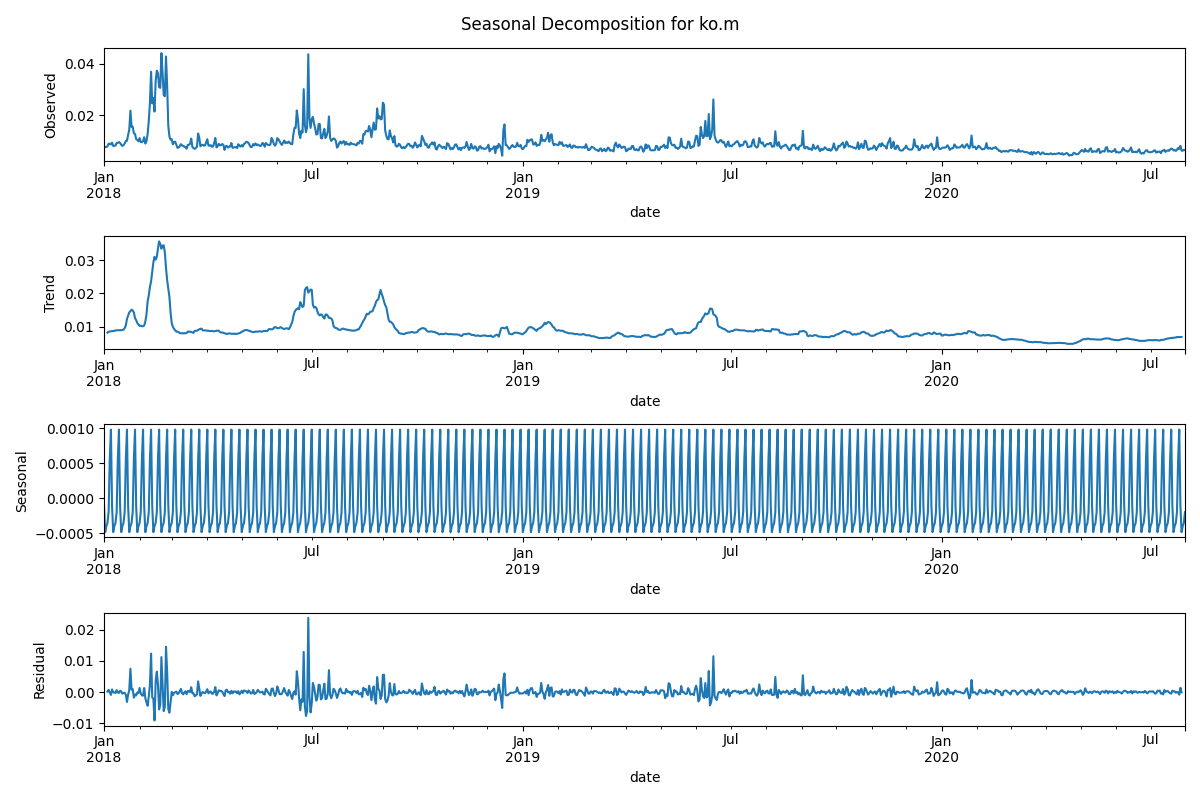 Seasonal Decomposition for ko.m
Observed
0.04
0.02
Jan
2018
Jul
Jan
2019
Jul
Jan
2020
Jul
date
Trend
0.03
0.02
0.01
Jan
2018
Jul
Jan
2019
Jul
Jan
2020
Jul
date
Seasonal
0.0010
0.0005
0.0000
−0.0005
Jan
2018
Jul
Jan
2019
Jul
Jan
2020
Jul
date
Residual
0.02
0.01
0.00
−0.01
Jan
2018
Jul
Jan
2019
Jul
Jan
2020
Jul
date